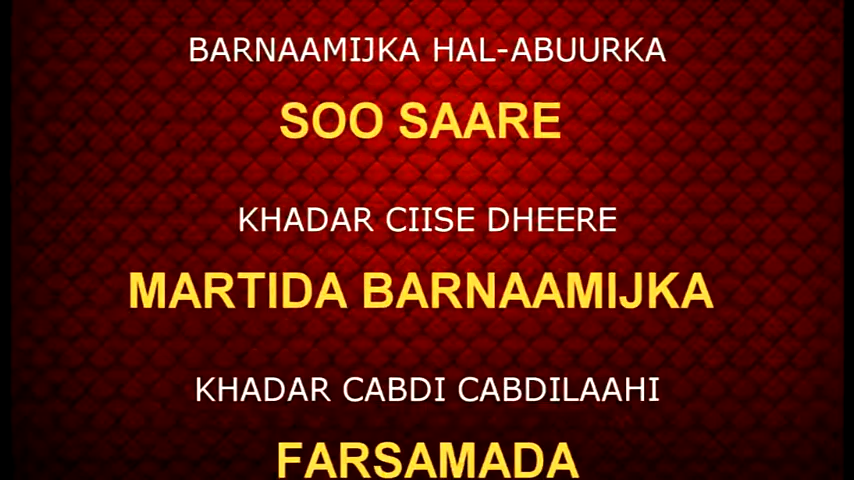 BARNAAMIJKA HAL-ABUURKA
SOO SAARE
KHADAR CIISE DHEERE
MARTIDA BARNAAMIJKA
KHADAR CABDI CABDILAAHI
FARSAMADA